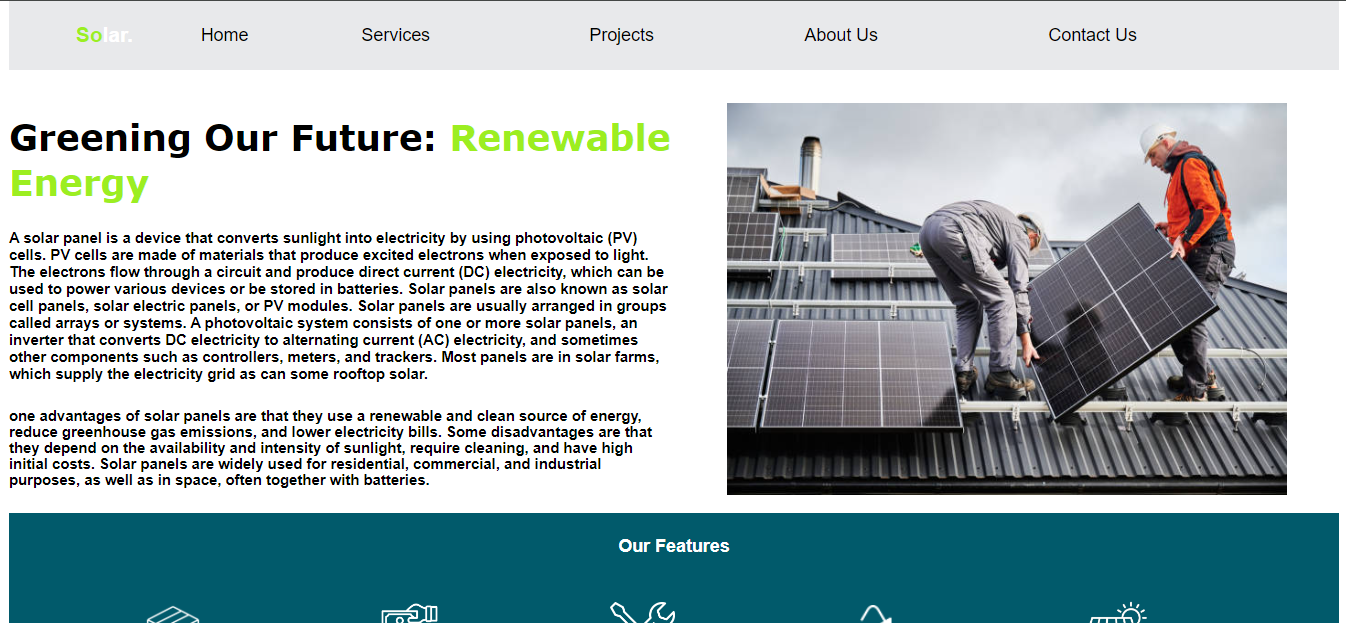 Solar. Home Services Projects About Us Contact Us
Greening Our Future: Renewable
Energy
A solar panel is a device that converts sunlight into electricity by using photovoltaic (PV)
cells. PV cells are made of materials that produce excited electrons when exposed to light.
The electrons flow through a circuit and produce direct current (DC) electricity, which can be
used to power various devices or be stored in batteries. Solar panels are also known as solar
cell panels, solar electric panels, or PV modules. Solar panels are usually arranged in groups
called arrays or systems. A photovoltaic system consists of one or more solar panels, an
inverter that converts DC electricity to alternating current (AC) electricity, and sometimes
other components such as controllers, meters, and trackers. Most panels are in solar farms,
which supply the electricity grid as can some rooftop solar.
one advantages of solar panels are that they use a renewable and clean source of energy,
reduce greenhouse gas emissions, and lower electricity bills. Some disadvantages are that
they depend on the availability and intensity of sunlight, require cleaning, and have high
initial costs. Solar panels are widely used for residential, commercial, and industrial
purposes, as well as in space, often together with batteries.
Our Features